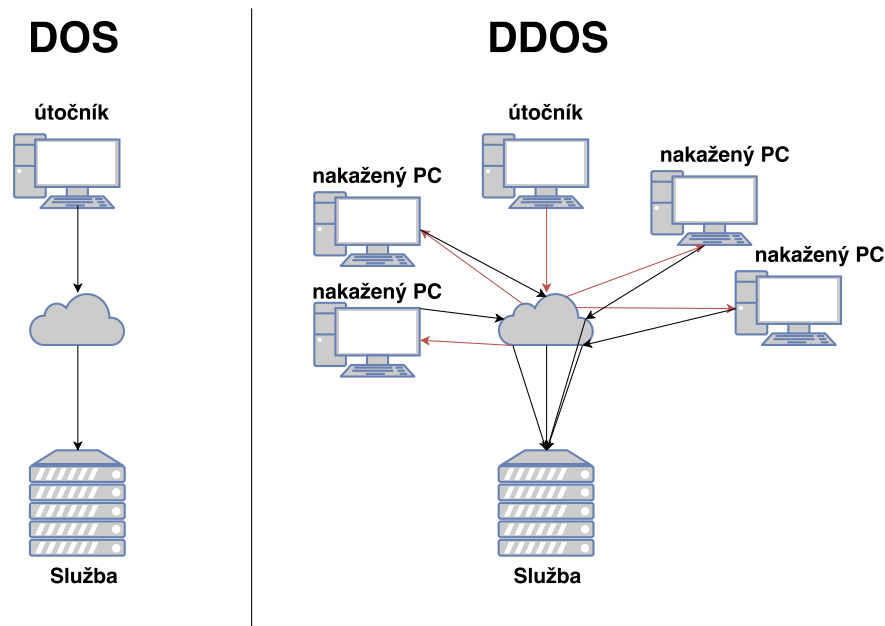 DOS
DDOS
útočník
útočník
nakažený PC
nakažený PC
nakažený PC
nakažený PC
Služba
Služba